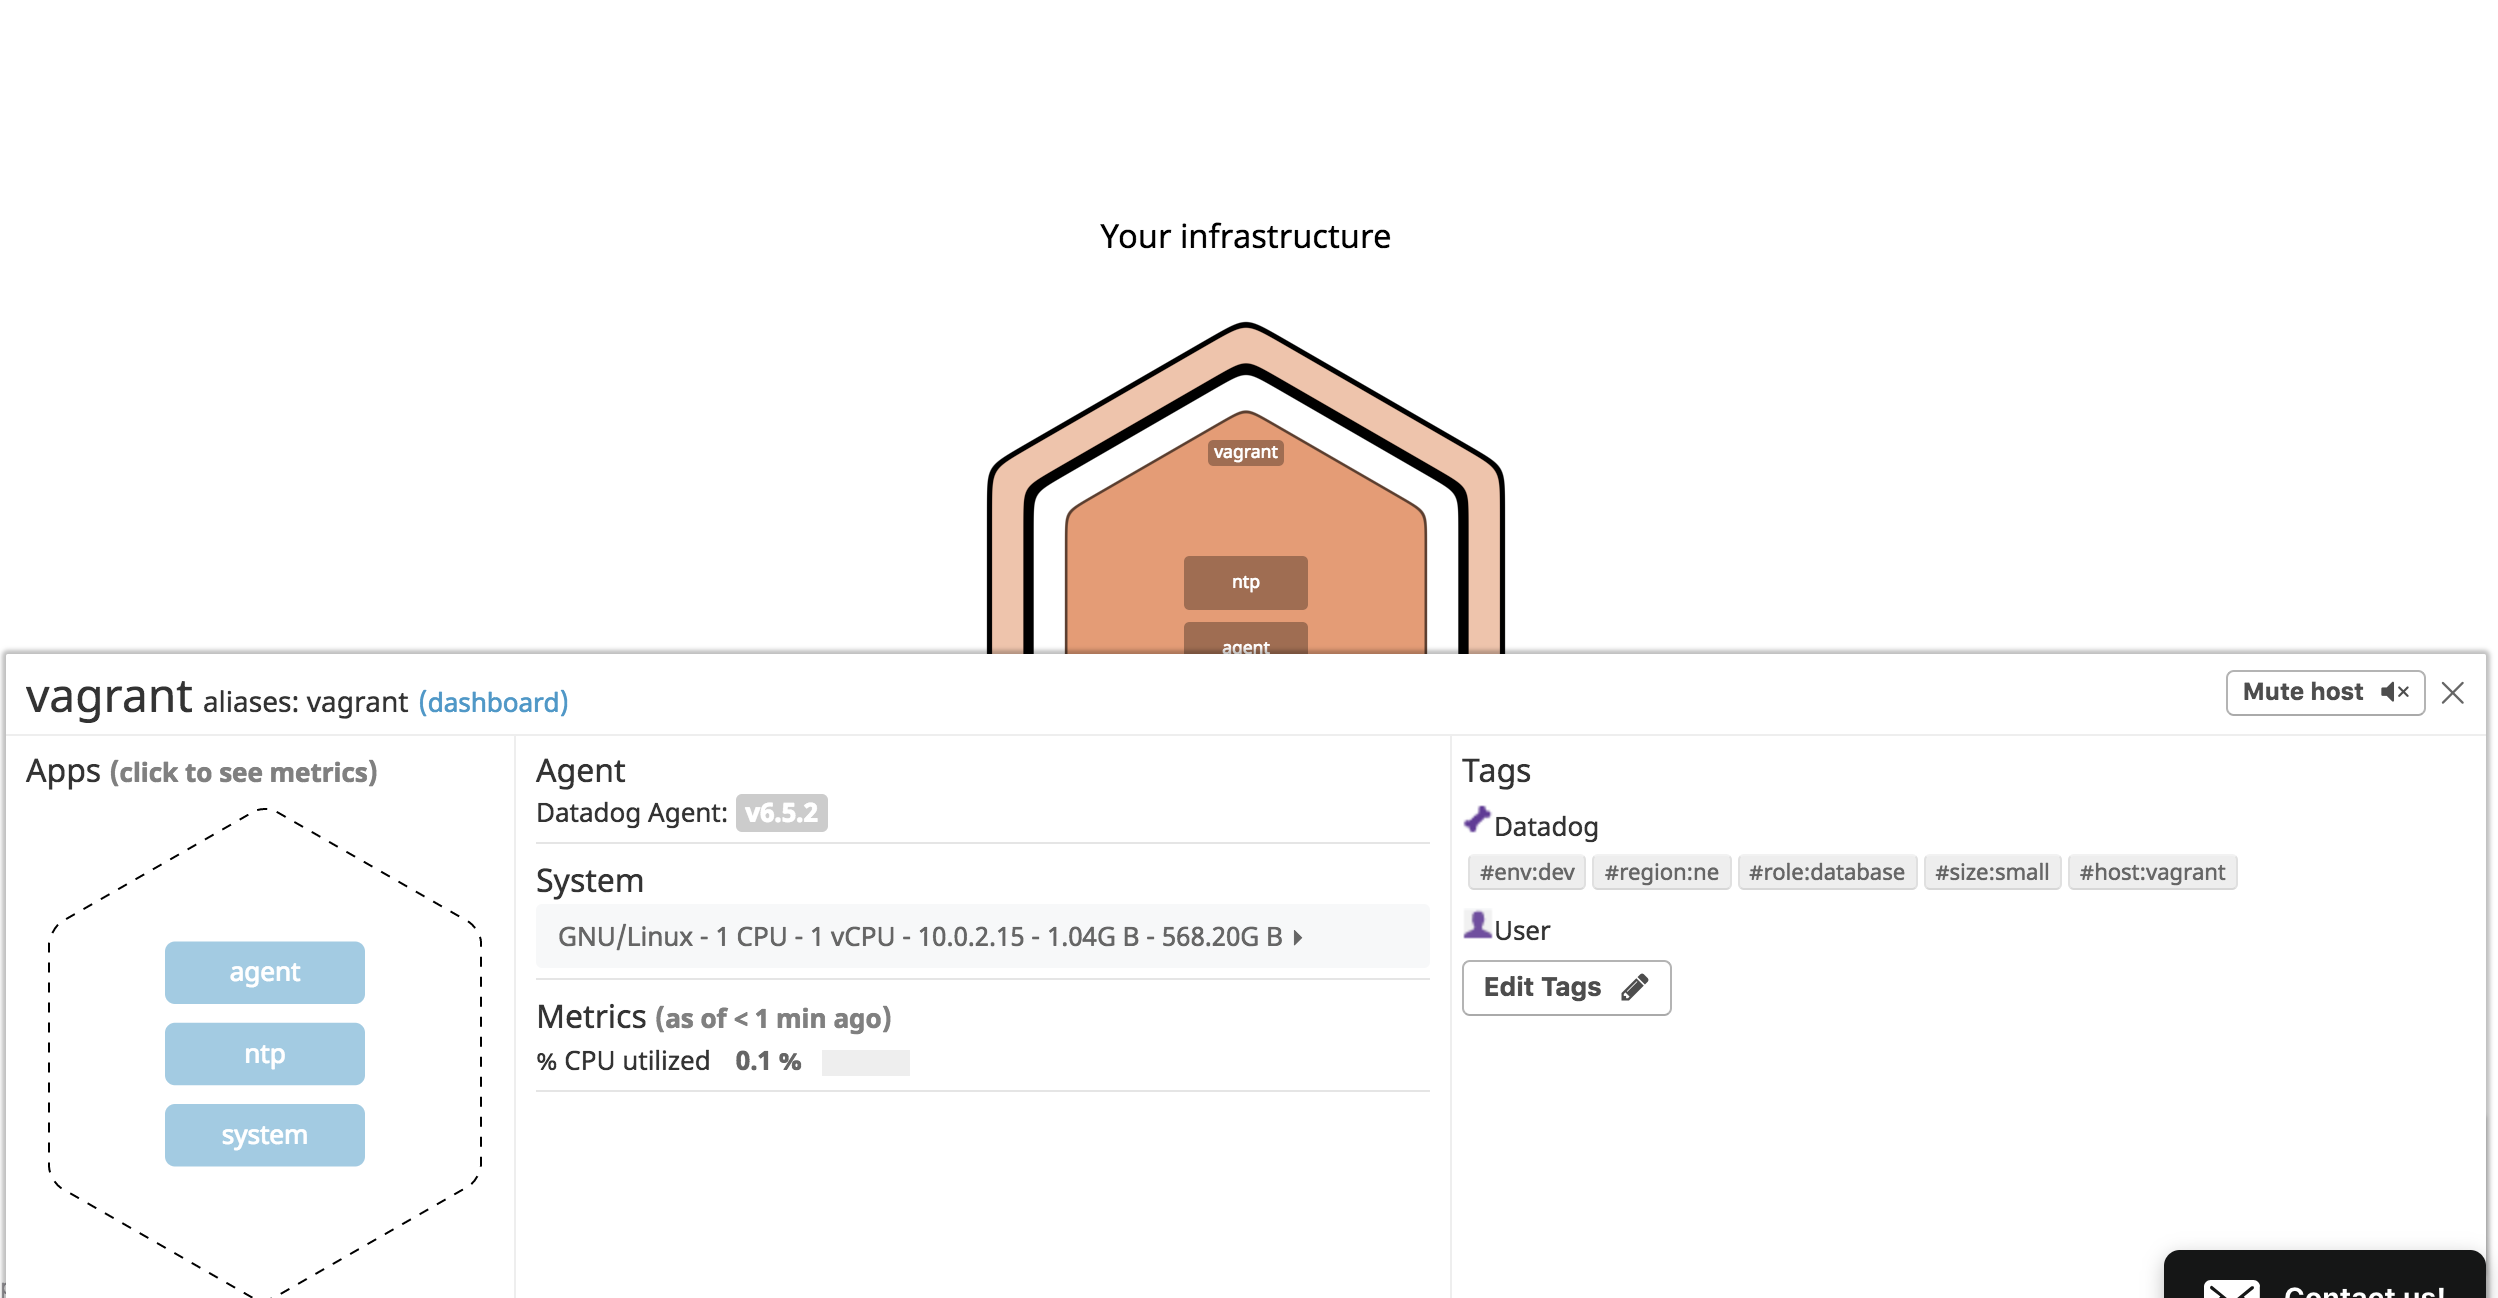 Your infrastructure
vagrant
ntp
agent
vagrant aliases: vagrant (dashboard)
Mute host
Apps (click to see metrics)
agent
ntp
system
Agent
Datadog Agent: v6.5.2
System
GNU/Linux - 1 CPU - 1 vCPU - 10.0.2.15 - 1.04G B - 568.20G B
Metrics (as of < 1 min ago)
% CPU utilized 0.1 %
Tags
Datadog
#env:dev #region:ne #role:database #size:small #host:vagrant
User
Edit Tags
Contact us!